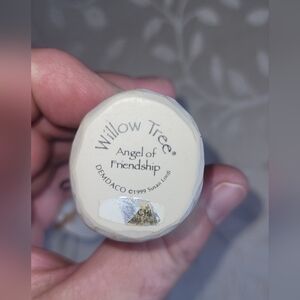 Willow Tree®
Angel of
Friendship
DEMDACO ©1999 Susan Lordi